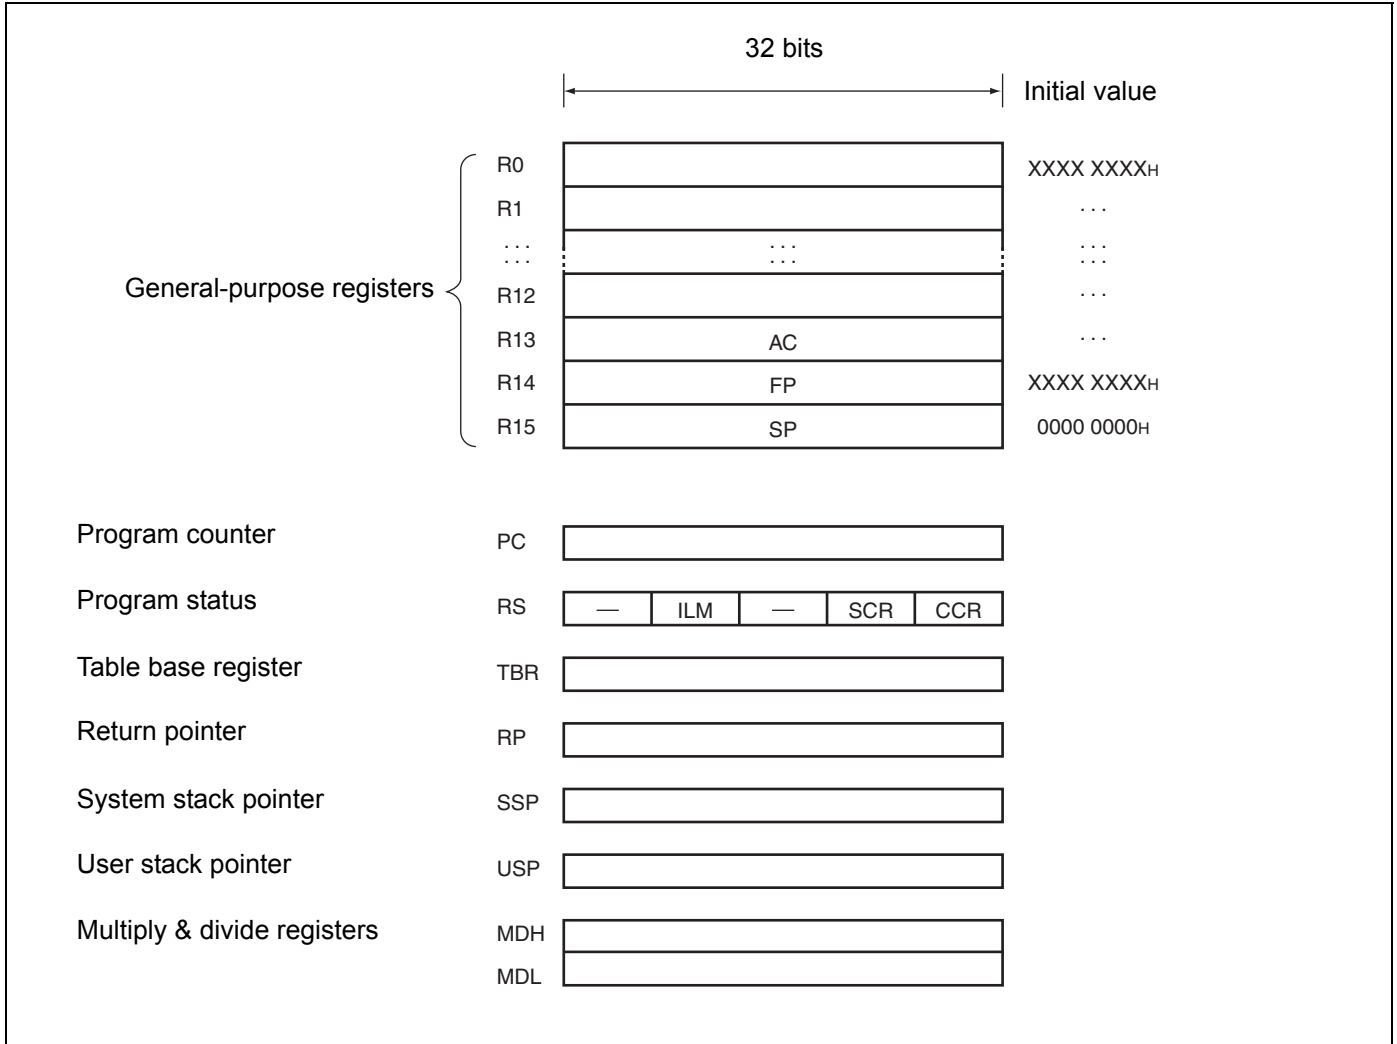 32 bits
Initial value
R0 XXXX XXXXH
R1 ...
... ... ...
... ... ...
General-purpose registers
R12 ...
R13 AC ...
R14 FP XXXX XXXXH
R15 SP 0000 0000H
Program counter PC
Program status RS — ILM — SCR CCR
Table base register TBR
Return pointer RP
System stack pointer SSP
User stack pointer USP
Multiply & divide registers MDH
MDL